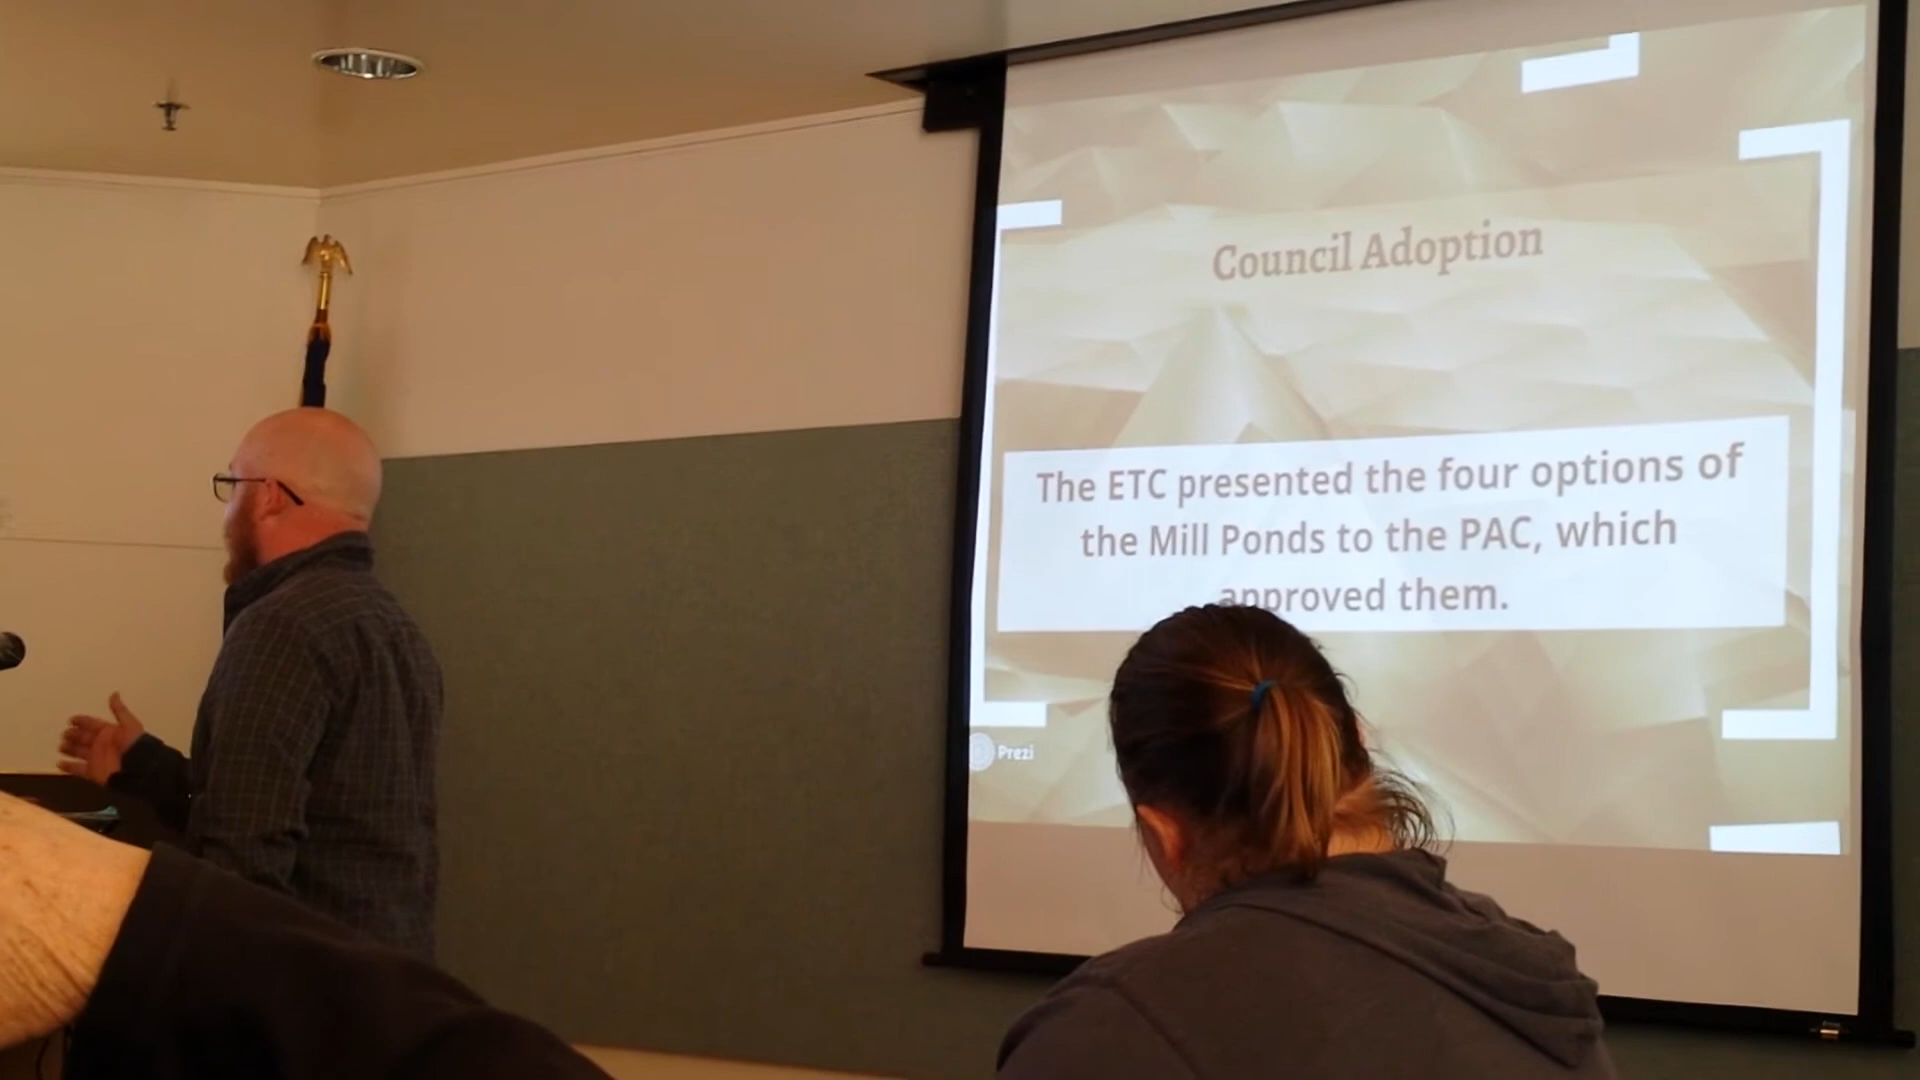 Council Adoption
The ETC presented the four options of
the Mill Ponds to the PAC, which
approved them.
Prezi